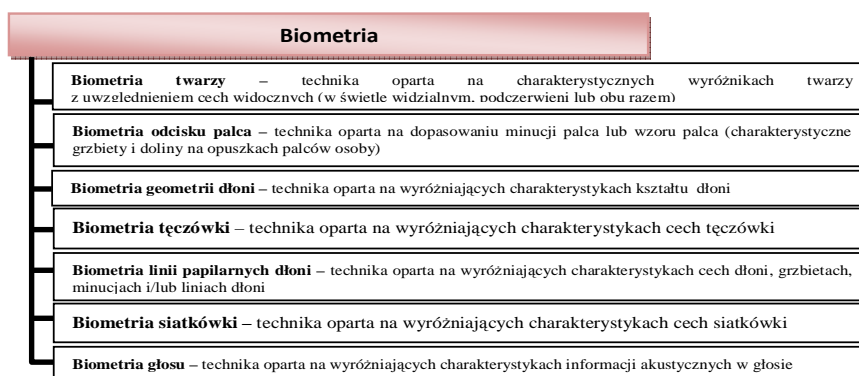 Biometria
Biometria twarzy – technika oparta na charakterystycznych wyróżnikach twarzy
z uwzględnieniem cech widocznych (w świetle widzialnym, podczerwieni lub obu razem)
Biometria odcisku palca – technika oparta na dopasowaniu minucji palca lub wzoru palca (charakterystyczne
grzbiety i doliny na opuszkach palców osoby)
Biometria geometrii dłoni – technika oparta na wyróżniających charakterystykach kształtu dłoni
Biometria tęczówki – technika oparta na wyróżniających charakterystykach cech tęczówki
Biometria linii papilarnych dłoni – technika oparta na wyróżniających charakterystykach cech dłoni, grzbietach,
minucjach i/lub liniach dłoni
Biometria siatkówki – technika oparta na wyróżniających charakterystykach cech siatkówki
Biometria głosu – technika oparta na wyróżniających charakterystykach informacji akustycznych w głosie